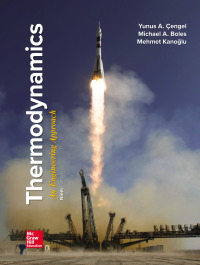 Yunus A. Çengel
Michael A. Boles
Mehmet Kanoğlu
Thermodynamics
An Engineering Approach
Mc
Graw
Hill
Education